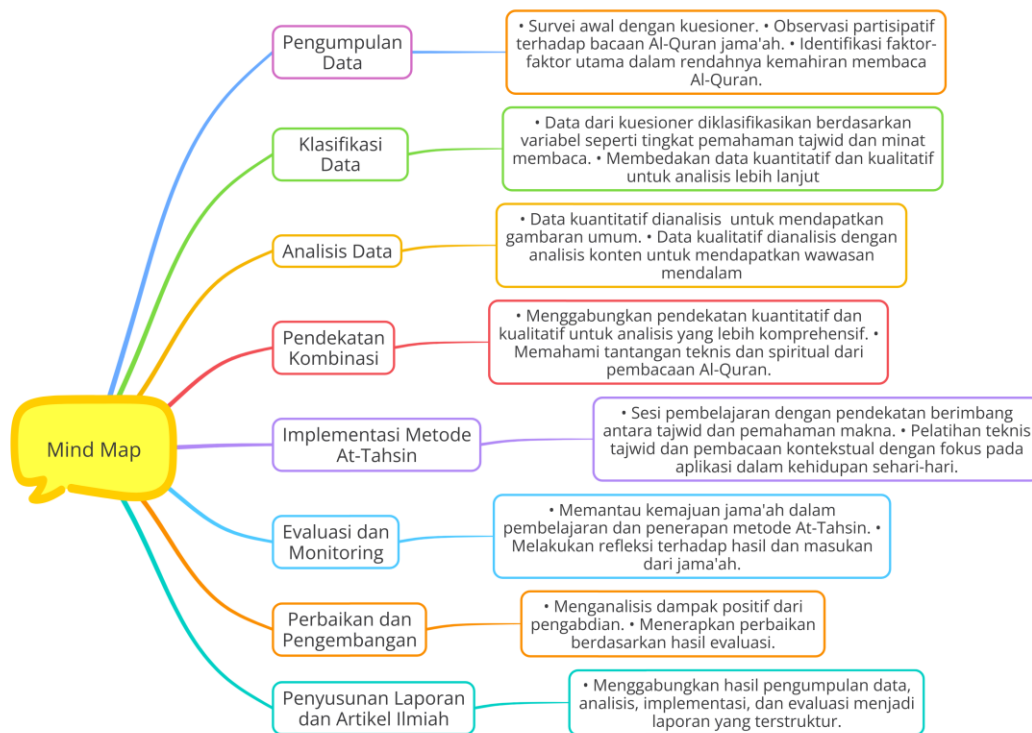 Mind Map
Pengumpulan
Data
• Survei awal dengan kuesioner. • Observasi partisipatif
terhadap bacaan Al-Quran jama'ah. • Identifikasi faktor-
faktor utama dalam rendahnya kemahiran membaca
Al-Quran.
Klasifikasi
Data
• Data dari kuesioner diklasifikasikan berdasarkan
variabel seperti tingkat pemahaman tajwid dan minat
membaca. • Membedakan data kuantitatif dan kualitatif
untuk analisis lebih lanjut
Analisis Data
• Data kuantitatif dianalisis  untuk mendapatkan
gambaran umum. • Data kualitatif dianalisis dengan
analisis konten untuk mendapatkan wawasan
mendalam
Pendekatan
Kombinasi
• Menggabungkan pendekatan kuantitatif dan
kualitatif untuk analisis yang lebih komprehensif. •
Memahami tantangan teknis dan spiritual dari
pembacaan Al-Quran.
Implementasi Metode
At-Tahsin
• Sesi pembelajaran dengan pendekatan berimbang
antara tajwid dan pemahaman makna. • Pelatihan teknis
tajwid dan pembacaan kontekstual dengan fokus pada
aplikasi dalam kehidupan sehari-hari.
Evaluasi dan
Monitoring
• Memantau kemajuan jama'ah dalam
pembelajaran dan penerapan metode At-Tahsin. •
Melakukan refleksi terhadap hasil dan masukan
dari jama'ah.
Perbaikan dan
Pengembangan
• Menganalisis dampak positif dari
pengabdian. • Menerapkan perbaikan
berdasarkan hasil evaluasi.
Penyusunan Laporan
dan Artikel Ilmiah
• Menggabungkan hasil pengumpulan data,
analisis, implementasi, dan evaluasi menjadi
laporan yang terstruktur.